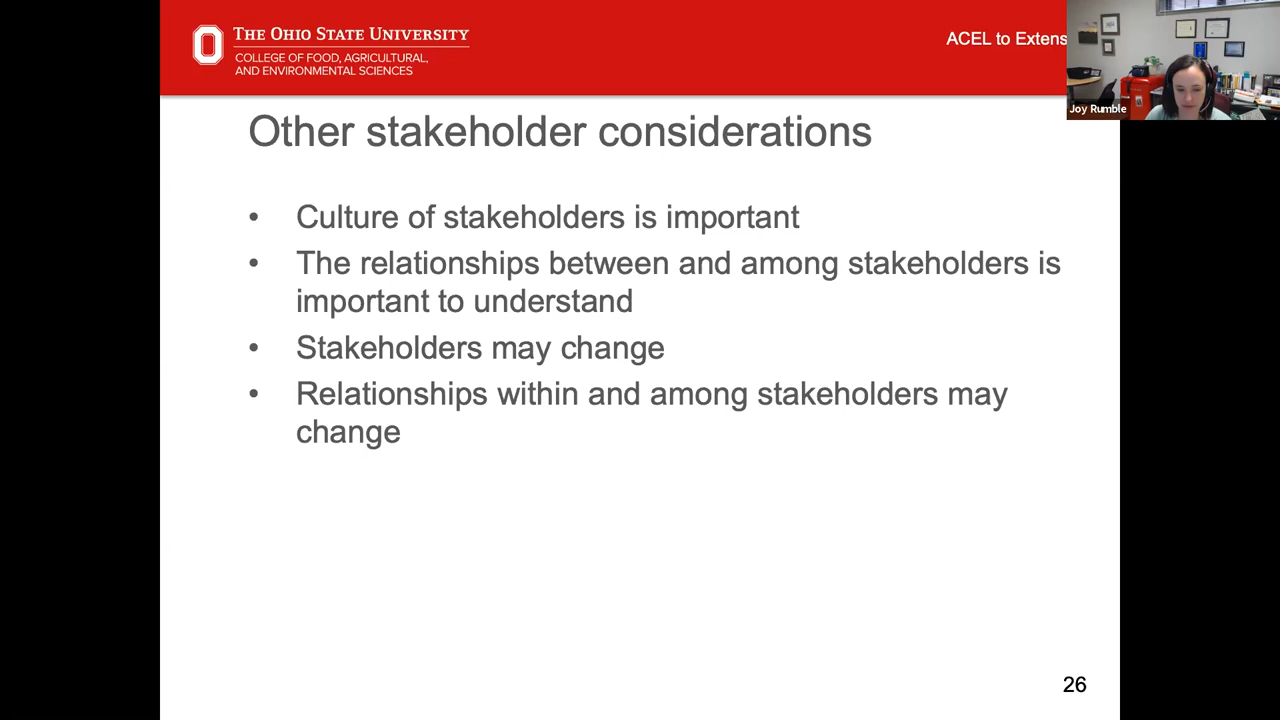 THE OHIO STATE UNIVERSITY
COLLEGE OF FOOD, AGRICULTURAL,
AND ENVIRONMENTAL SCIENCES
ACEL to Extens
Joy Rumble
Other stakeholder considerations
• Culture of stakeholders is important
• The relationships between and among stakeholders is
important to understand
• Stakeholders may change
• Relationships within and among stakeholders may
change
26